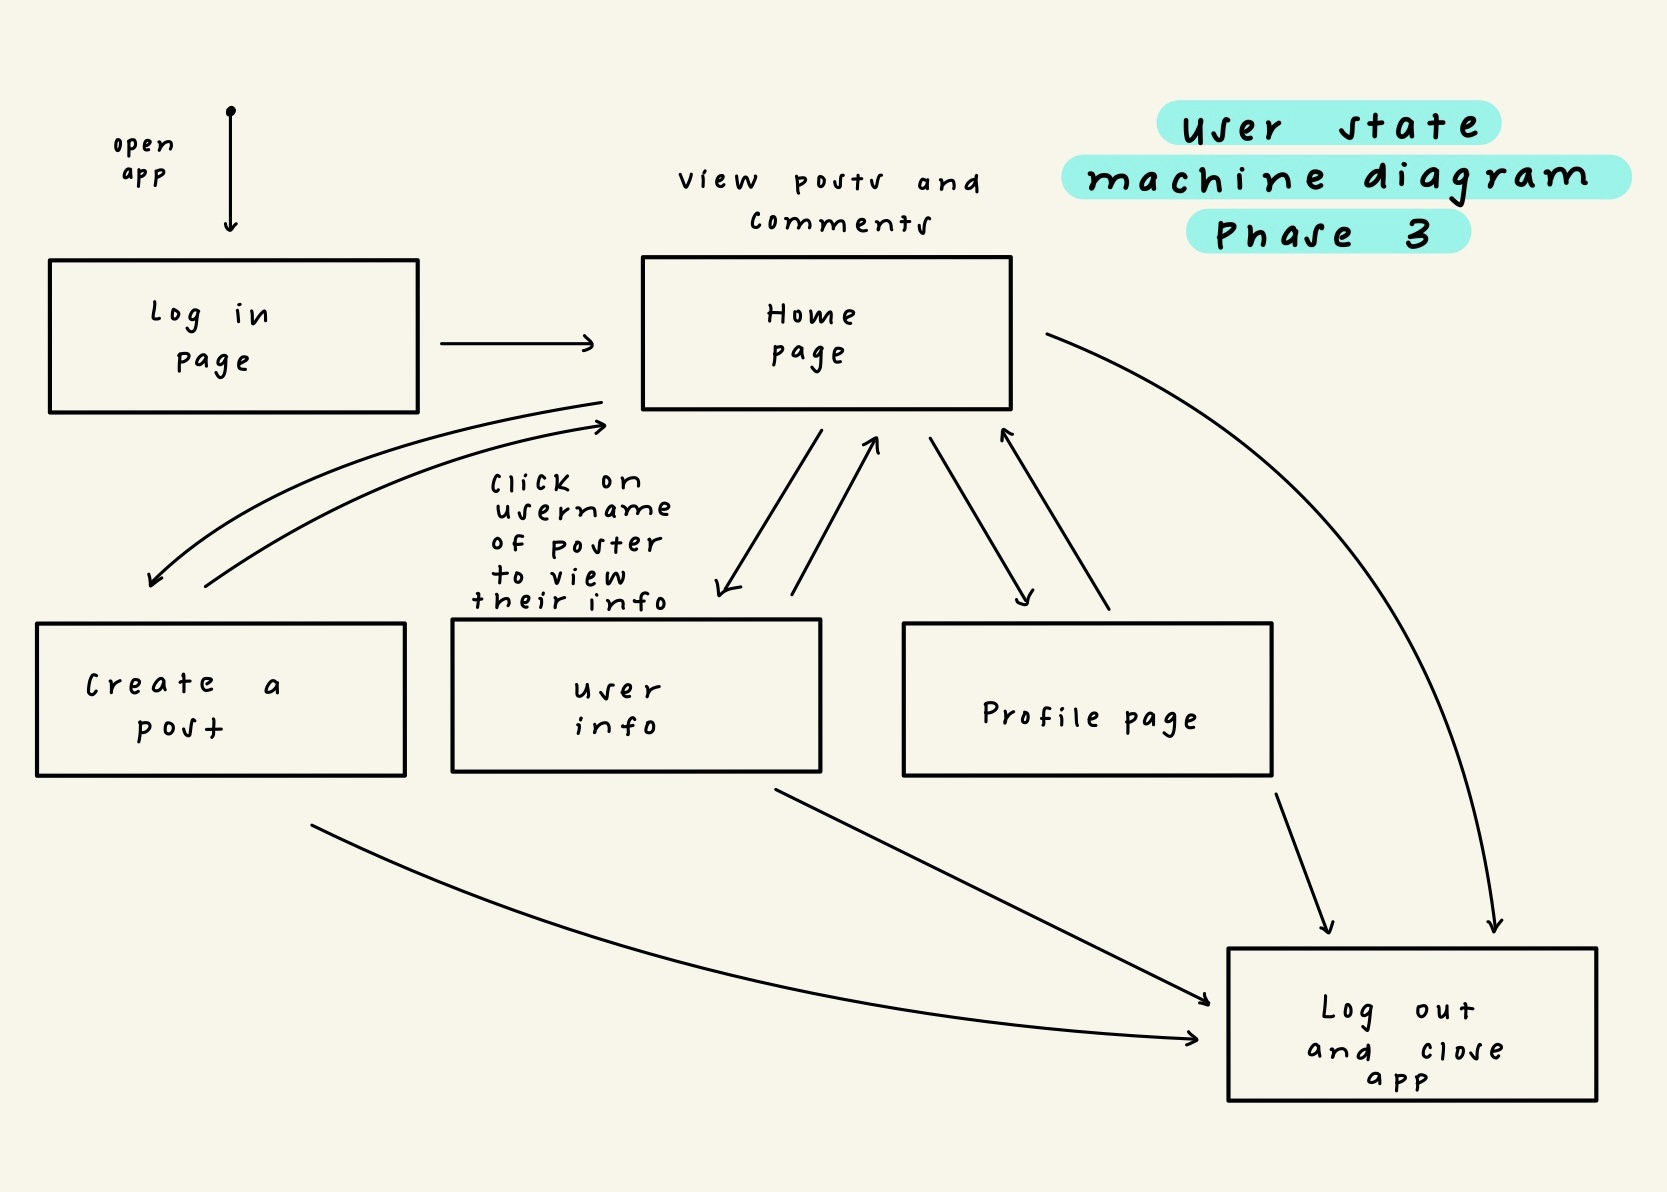 User state
machine diagram
Phase 3
open
app
View posts and
comments
Log in
page
Home
page
Click on
username
of poster
to view
their info
Create a
post
user
info
Profile page
Log out
and close
app